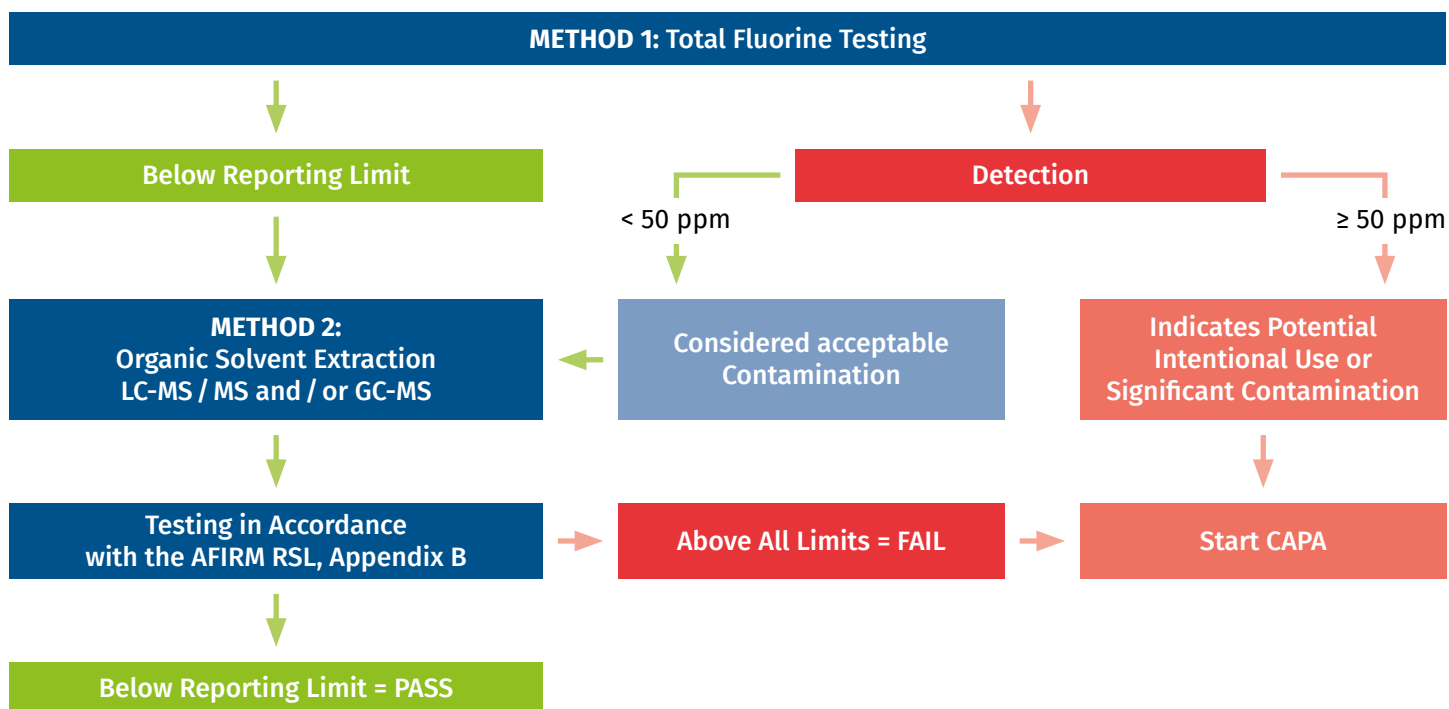 METHOD 1: Total Fluorine Testing
Below Reporting Limit
Detection
< 50 ppm
≥ 50 ppm
METHOD 2:
Organic Solvent Extraction
LC-MS / MS and / or GC-MS
Considered acceptable
Contamination
Indicates Potential
Intentional Use or
Significant Contamination
Testing in Accordance
with the AFIRM RSL, Appendix B
Above All Limits = FAIL
Start CAPA
Below Reporting Limit = PASS